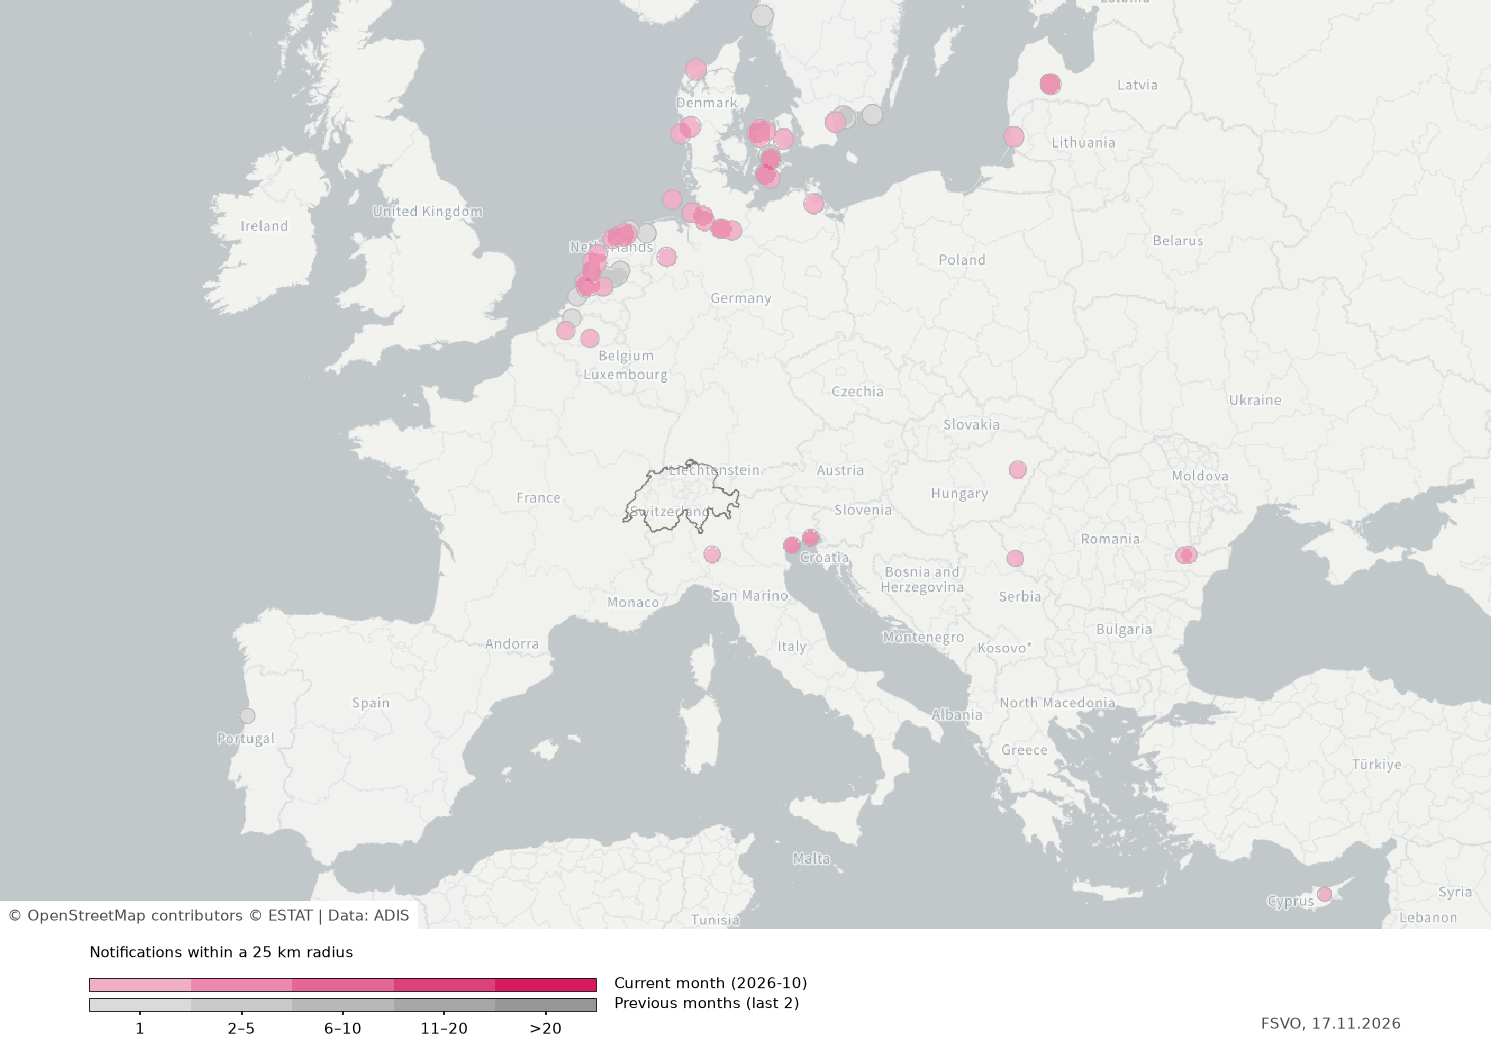 Estonia
Latvia
Denmark
Lithuania
United Kingdom
Ireland
Netherlands
Belarus
Poland
Germany
Belgium
Luxembourg
Czechia
Ukraine
Slovakia
Liechtenstein
Austria
Moldova
France
Hungary
Switzerland
Slovenia
Romania
Croatia
Bosnia and
Herzegovina
San Marino
Serbia
Monaco
Bulgaria
Montenegro
Andorra
Italy
Kosovo*
Spain
North Macedonia
Albania
Portugal
Greece
Türkiye
Malta
Syria
Cyprus
© OpenStreetMap contributors © ESTAT | Data: ADIS
Tunisia
Lebanon
Notifications within a 25 km radius
Current month (2026-10)
Previous months (last 2)
1 2–5 6–10 11–20 >20
FSVO, 17.11.2026